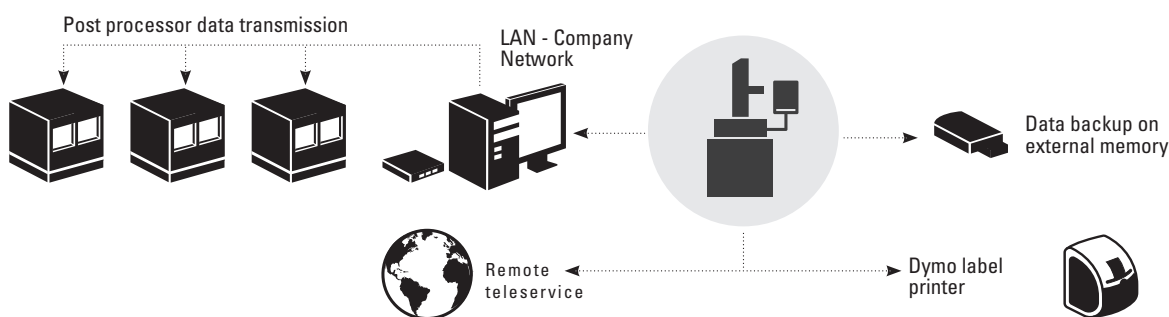 Post processor data transmission
LAN - Company
Network
Data backup on
external memory
Remote
teleservice
Dymo label
printer